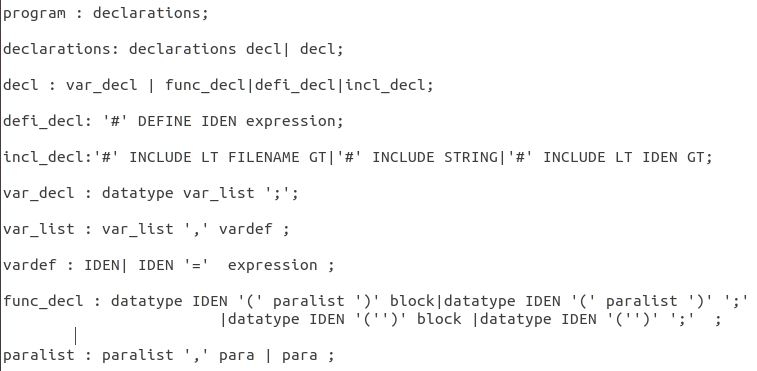 program : declarations;
declarations: declarations decl| decl;
decl : var_decl | func_decl|defi_decl|incl_decl;
defi_decl: '#' DEFINE IDEN expression;
incl_decl:'#' INCLUDE LT FILENAME GT|'#' INCLUDE STRING|'#' INCLUDE LT IDEN GT;
var_decl : datatype var_list ';';
var_list : var_list ',' vardef ;
vardef : IDEN| IDEN '='  expression ;
func_decl : datatype IDEN '(' paralist ')' block|datatype IDEN '(' paralist ')' ';'
                        |datatype IDEN '('')' block |datatype IDEN '('')' ';'  ;
paralist : paralist ',' para | para ;